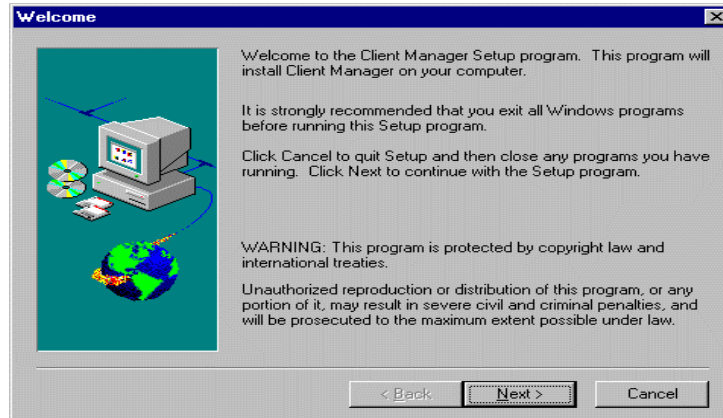 Welcome
Welcome to the Client Manager Setup program. This program will
install Client Manager on your computer.
It is strongly recommended that you exit all Windows programs
before running this Setup program.
Click Cancel to quit Setup and then close any programs you have
running. Click Next to continue with the Setup program.
WARNING: This program is protected by copyright law and
international treaties.
Unauthorized reproduction or distribution of this program, or any
portion of it, may result in severe civil and criminal penalties, and
will be prosecuted to the maximum extent possible under law.
< Back Next > Cancel